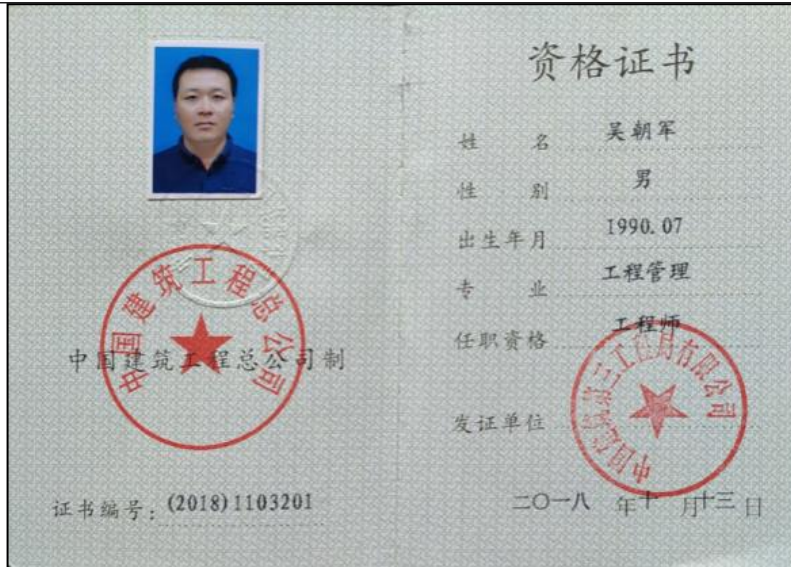 中国建筑工程总公司
中国建筑工程总公司制
证书编号：(2018)1103201
资格证书
姓 名 吴朝军
性 别 男
出生年月 1990.07
专 业 工程管理
任职资格 工程师
发证单位
中国建筑第三工程局有限公司
二〇一八 年十 月十三 日